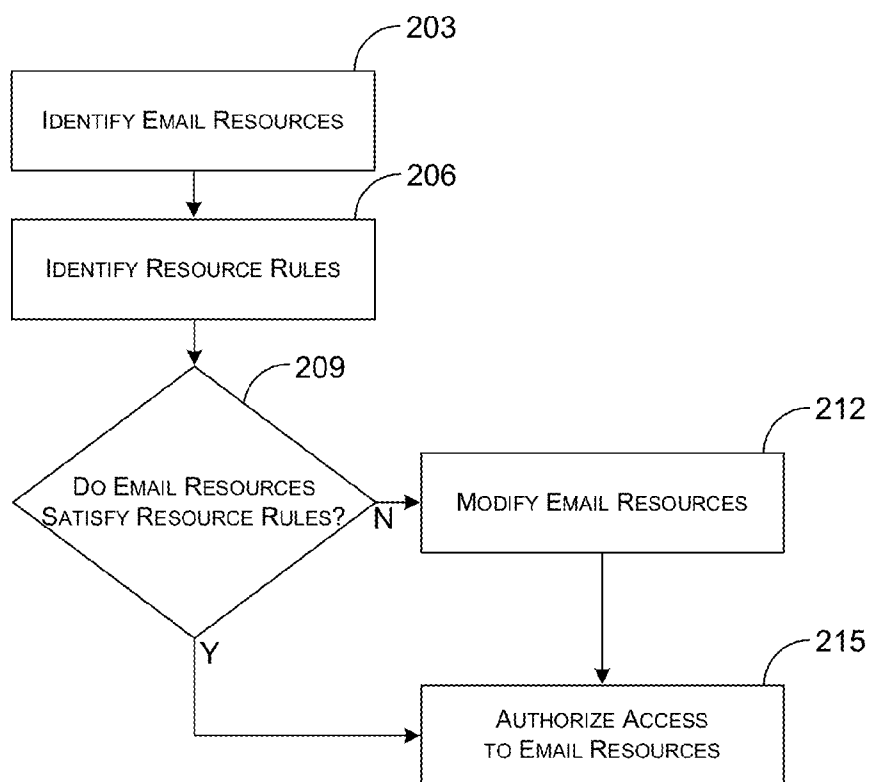 203
IDENTIFY EMAIL RESOURCES
206
IDENTIFY RESOURCE RULES
209
DO EMAIL RESOURCES
SATISFY RESOURCE RULES?
N
Y
212
MODIFY EMAIL RESOURCES
215
AUTHORIZE ACCESS
TO EMAIL RESOURCES